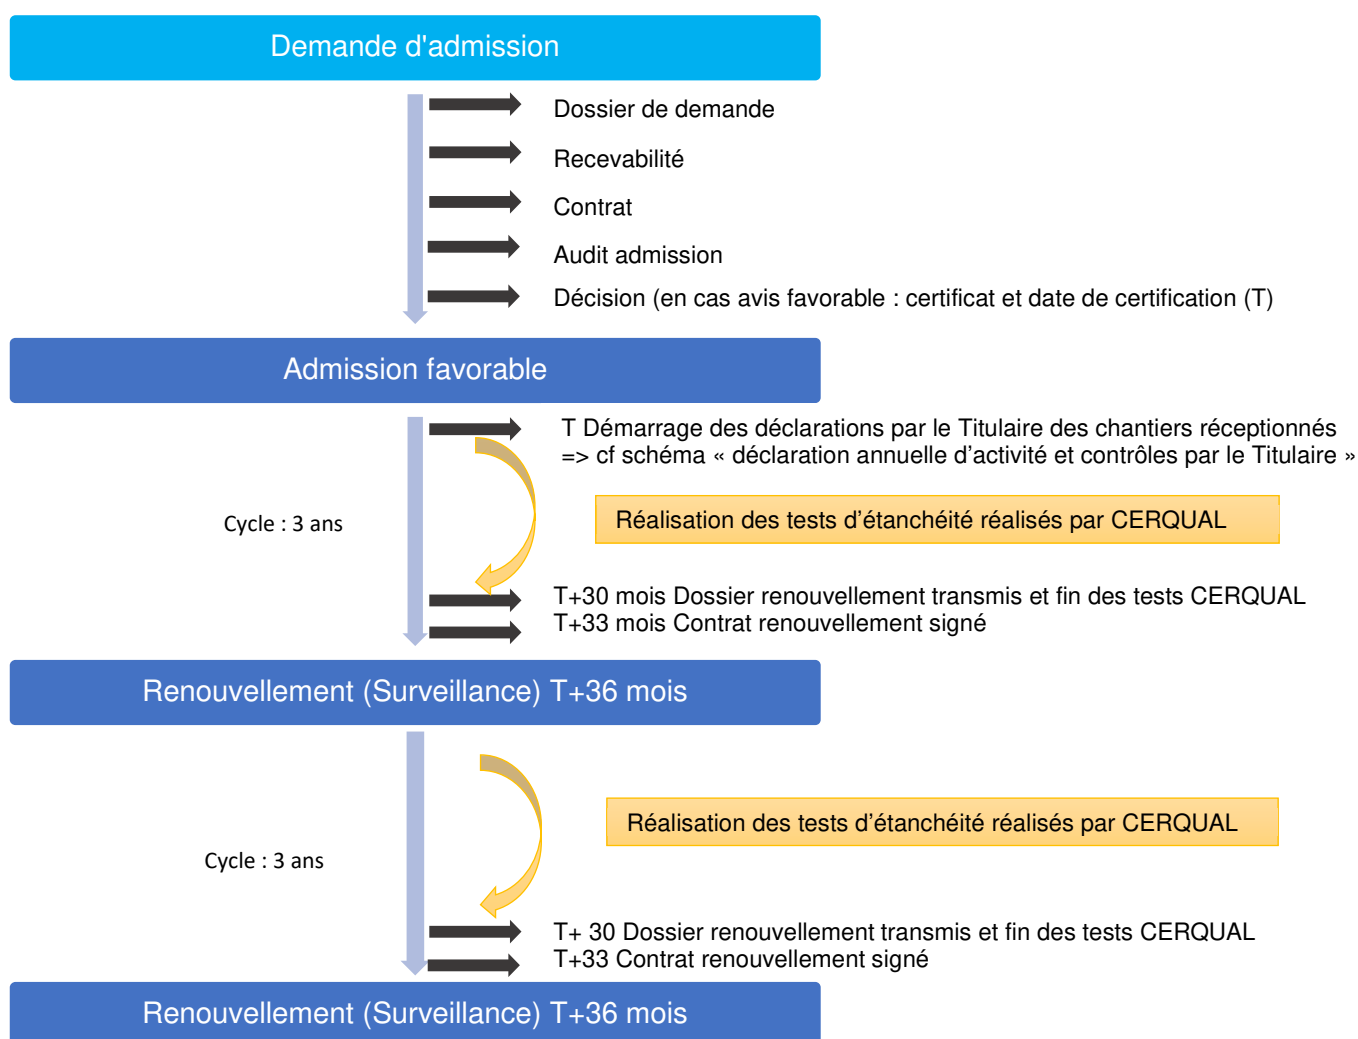 Demande d'admission
Dossier de demande
Recevabilité
Contrat
Audit admission
Décision (en cas avis favorable : certificat et date de certification (T)
Admission favorable
T Démarrage des déclarations par le Titulaire des chantiers réceptionnés
=> cf schéma « déclaration annuelle d’activité et contrôles par le Titulaire »
Cycle : 3 ans
Réalisation des tests d’étanchéité réalisés par CERQUAL
T+30 mois Dossier renouvellement transmis et fin des tests CERQUAL
T+33 mois Contrat renouvellement signé
Renouvellement (Surveillance) T+36 mois
Réalisation des tests d’étanchéité réalisés par CERQUAL
Cycle : 3 ans
T+ 30 Dossier renouvellement transmis et fin des tests CERQUAL
T+33 Contrat renouvellement signé
Renouvellement (Surveillance) T+36 mois